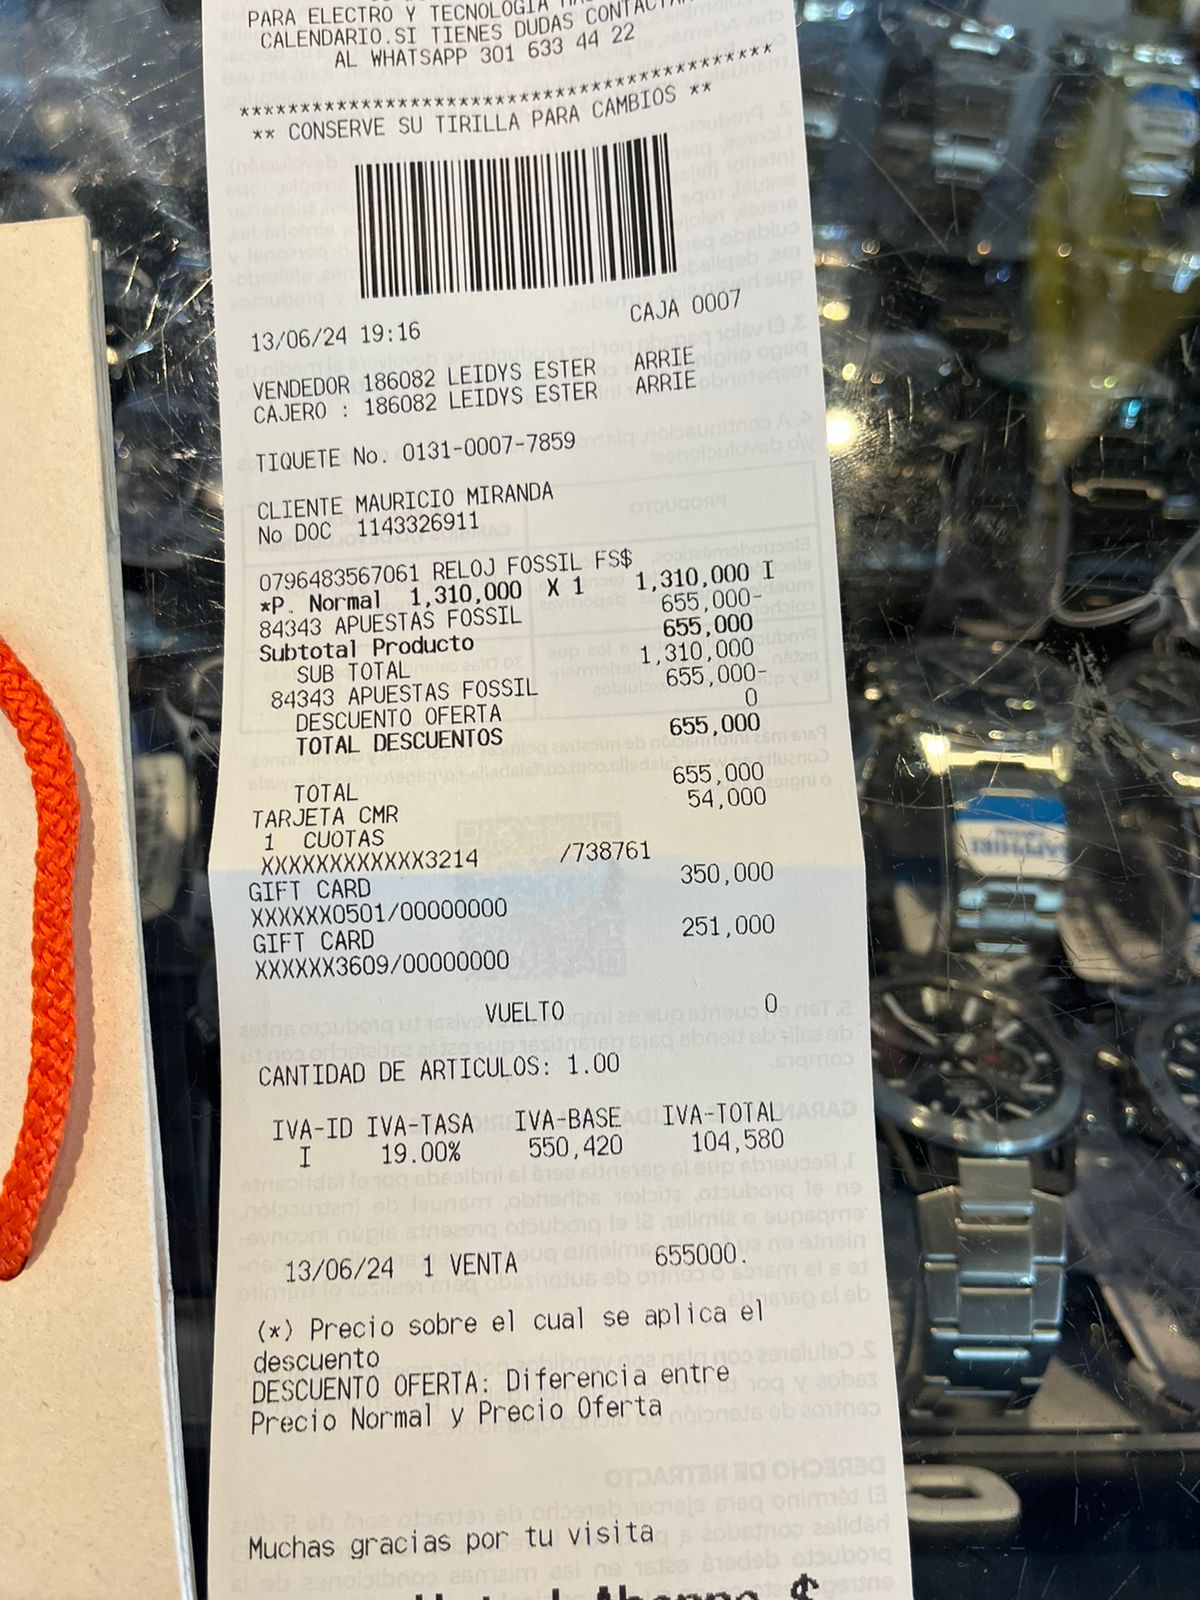 PARA ELECTRO Y TECNOLOGIA
CALENDARIO.SI TIENES DUDAS CONTACTAR
AL WHATSAPP 301 633 44 22
******************************************
** CONSERVE SU TIRILLA PARA CAMBIOS **
13/06/24 19:16 CAJA 0007
VENDEDOR 186082 LEIDYS ESTER ARRIE
CAJERO : 186082 LEIDYS ESTER ARRIE
TIQUETE No. 0131-0007-7859
CLIENTE MAURICIO MIRANDA
No DOC 1143326911
0796483567061 RELOJ FOSSIL FS$
*P. Normal 1,310,000 X 1 1,310,000 I
84343 APUESTAS FOSSIL 655,000-
Subtotal Producto 655,000
SUB TOTAL 1,310,000
84343 APUESTAS FOSSIL 655,000-
DESCUENTO OFERTA 0
TOTAL DESCUENTOS 655,000
TOTAL 655,000
TARJETA CMR 54,000
1 CUOTAS
XXXXXXXXXXXX3214 /738761
GIFT CARD 350,000
XXXXXX0501/00000000
GIFT CARD 251,000
XXXXXX3609/00000000
VUELTO 0
CANTIDAD DE ARTICULOS: 1.00
IVA-ID IVA-TASA IVA-BASE IVA-TOTAL
I 19.00% 550,420 104,580
13/06/24 1 VENTA 655000.
(*) Precio sobre el cual se aplica el
descuento
DESCUENTO OFERTA: Diferencia entre
Precio Normal y Precio Oferta
Muchas gracias por tu visita